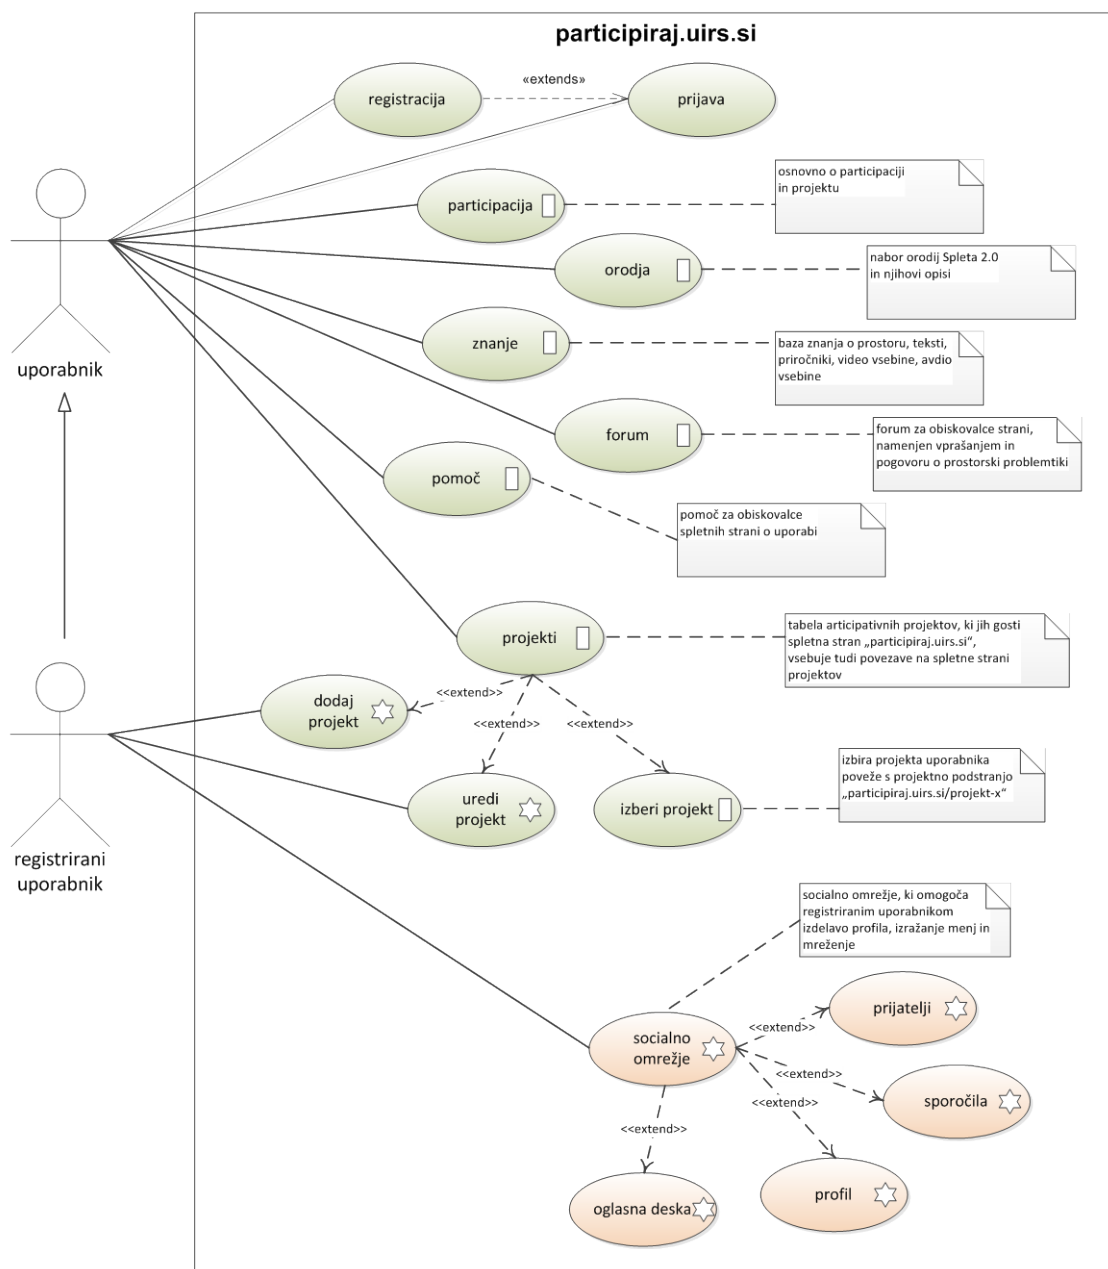 participiraj.uirs.si
registracija
«extends»
prijava
participacija
osnovno o participaciji
in projektu
orodja
nabor orodij Spleta 2.0
in njihovi opisi
uporabnik
znanje
baza znanja o prostoru, teksti,
priročniki, video vsebine, avdio
vsebine
forum
forum za obiskovalce strani,
namenjen vprašanjem in
pogovoru o prostorski problemtiki
pomoč
pomoč za obiskovalce
spletnih strani o uporabi
projekti
tabela articipativnih projektov, ki jih gosti
spletna stran „participiraj.uirs.si“,
vsebuje tudi povezave na spletne strani
projektov
dodaj
projekt
<<extend>>
<<extend>>
<<extend>>
uredi
projekt
izberi projekt
izbira projekta uporabnika
poveže s projektno podstranjo
„participiraj.uirs.si/projekt-x“
registrirani
uporabnik
socialno omrežje, ki omogoča
registriranim uporabnikom
izdelavo profila, izražanje menj in
mreženje
socialno
omrežje
<<extend>>
prijatelji
<<extend>>
sporočila
<<extend>>
profil
<<extend>>
oglasna deska